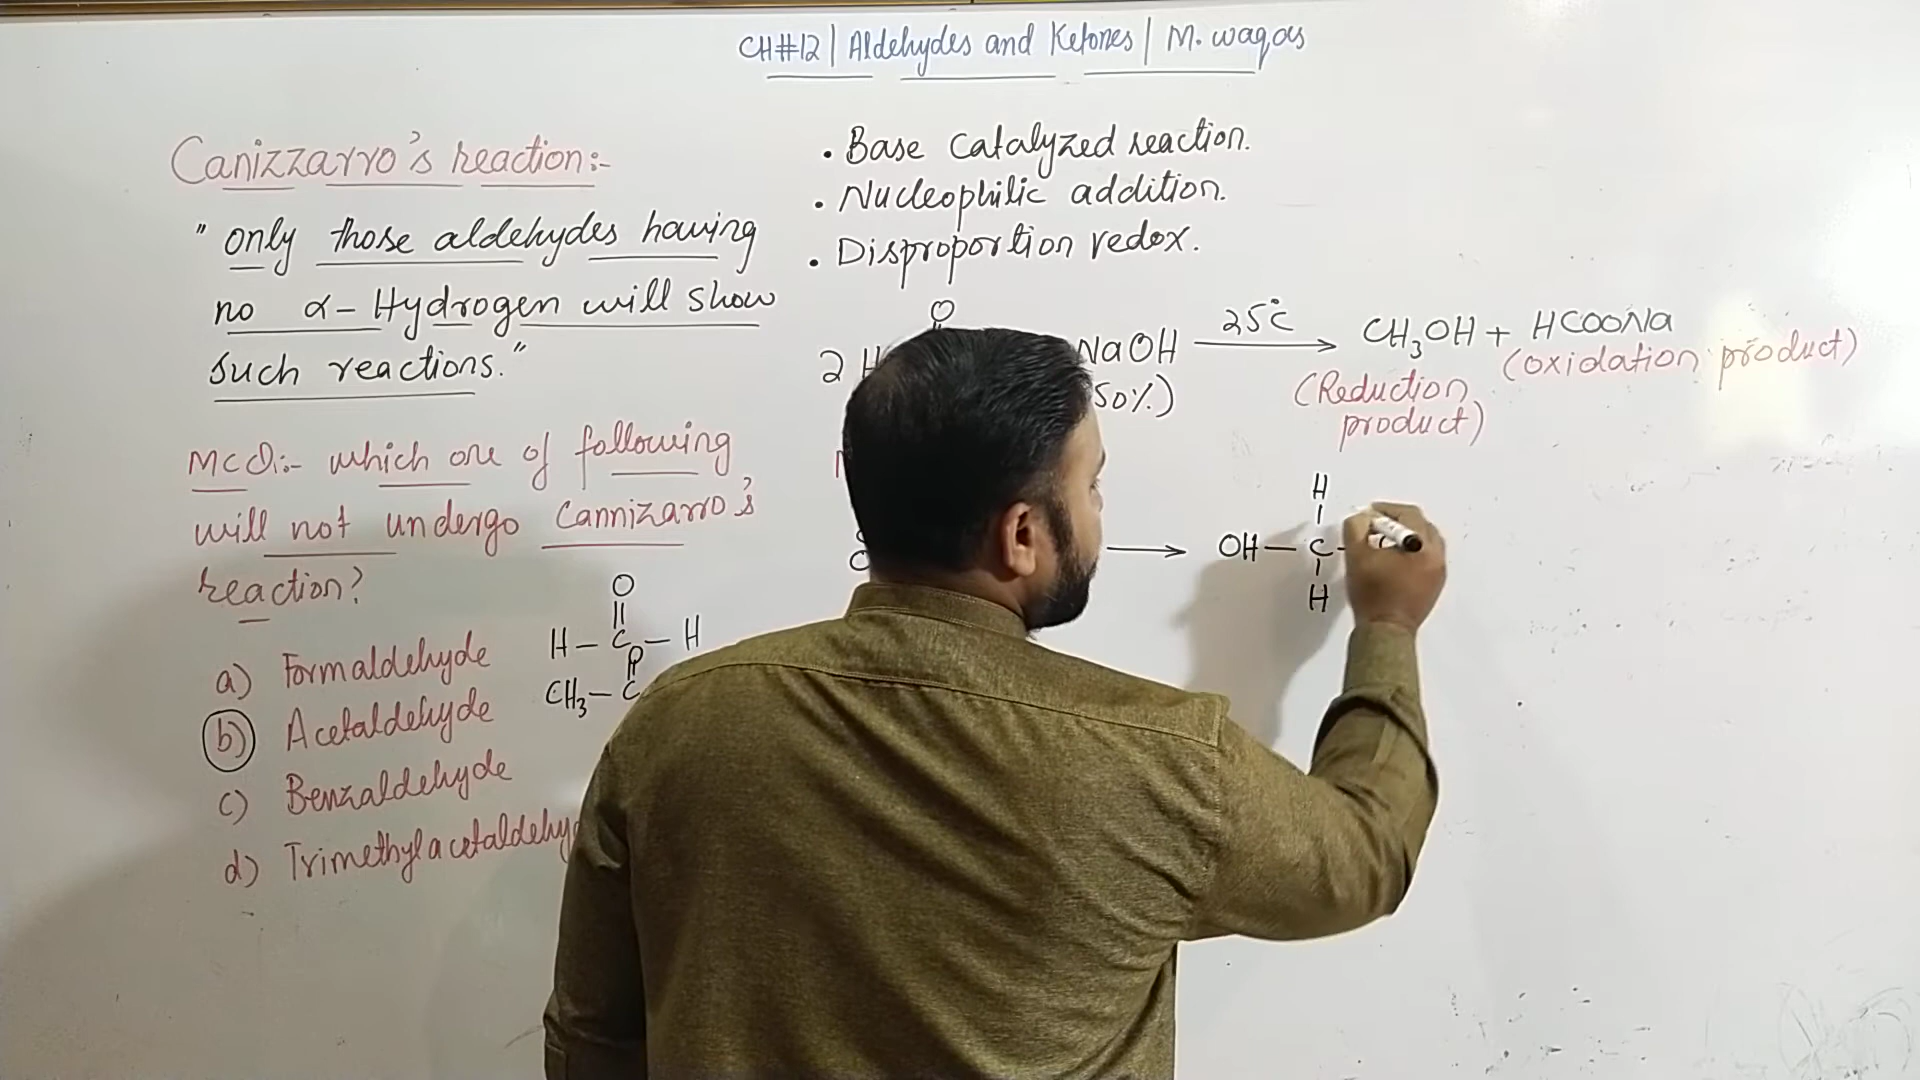 CH#12 | Aldehydes and Ketones | M. waqas
Canizzarro's reaction:-
" only those aldehydes having
no α- Hydrogen will show
such reactions."
MCQ:- which one of following
will not undergo Cannizarro's
reaction?
a) Formaldehyde
b) Acetaldehyde
c) Benzaldehyde
d) Trimethylacetaldehy
O
H - C - H
O
CH3 - C
• Base Catalyzed reaction.
• Nucleophilic addition.
• Disproportion redox.
O
2 H NaOH 25°C CH3OH + HCOONa
50%) (Reduction product) (oxidation product)
H
OH - C -
H